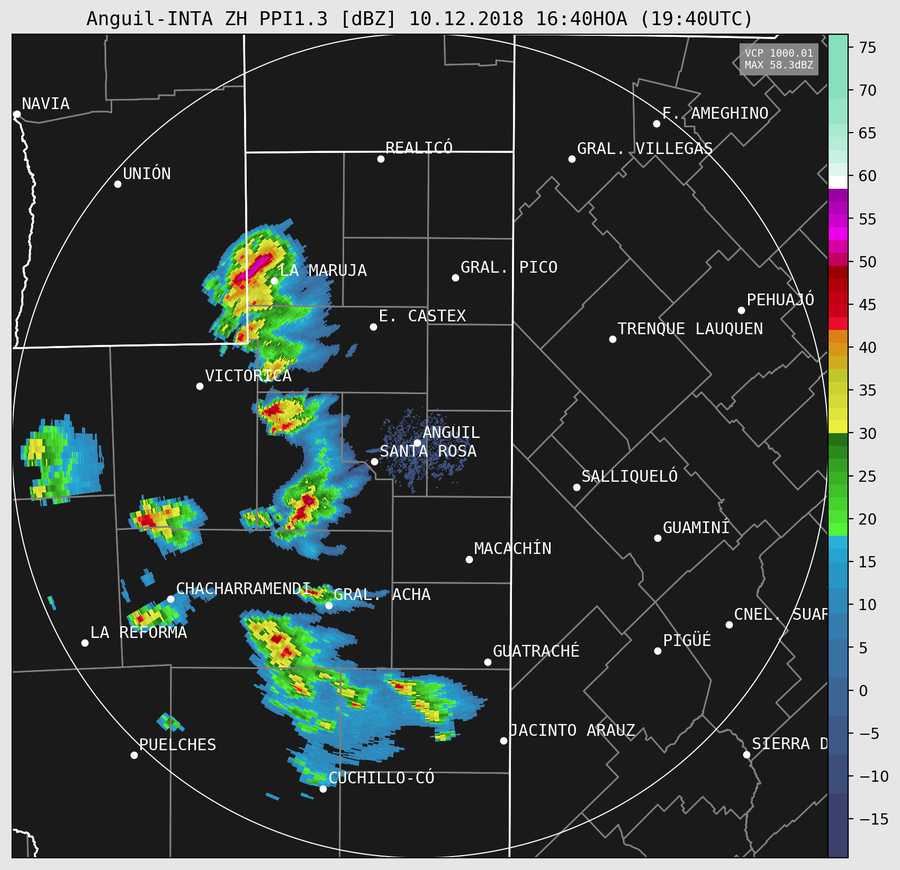 Anguil-INTA ZH PPI1.3 [dBZ] 10.12.2018 16:40HOA (19:40UTC)
VCP 1000.01
MAX 58.3dBZ
75
NAVIA
F. AMEGHINO
70
REALICÓ
GRAL. VILLEGAS
65
UNIÓN
60
55
LA MARUJA
GRAL. PICO
50
PEHUAJÓ
E. CASTEX
45
TRENQUE LAUQUEN
40
VICTORICA
35
ANGUIL
30
SANTA ROSA
SALLIQUELÓ
25
GUAMINÍ
20
MACACHÍN
15
CHACHARRAMENDI
GRAL. ACHA
10
CNEL. SUAR
LA REFORMA
PIGÜÉ
5
GUATRACHÉ
0
JACINTO ARAUZ
−5
PUELCHES
SIERRA D
CUCHILLO-CÓ
−10
−15